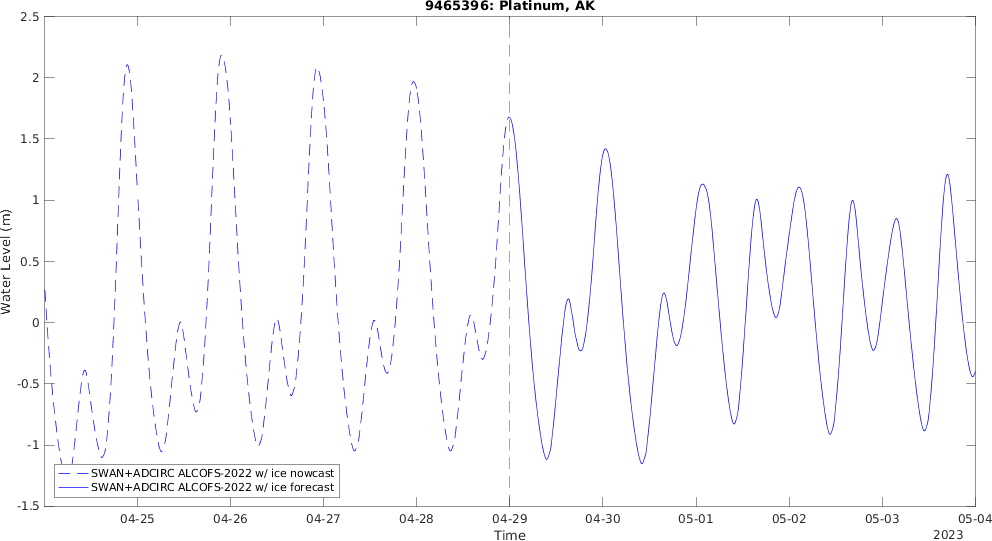 9465396: Platinum, AK
2.5
2
1.5
1
0.5
0
-0.5
-1
-1.5
Water Level (m)
SWAN+ADCIRC ALCOFS-2022 w/ ice nowcast
SWAN+ADCIRC ALCOFS-2022 w/ ice forecast
04-25 04-26 04-27 04-28 04-29 04-30 05-01 05-02 05-03 05-04
Time
2023